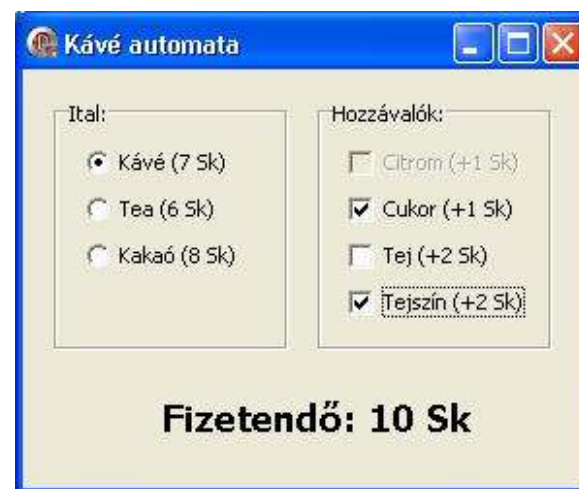 Kávé automata
Ital:
Kávé (7 Sk)
Tea (6 Sk)
Kakaó (8 Sk)
Hozzávalók:
Citrom (+1 Sk)
Cukor (+1 Sk)
Tej (+2 Sk)
Tejszín (+2 Sk)
Fizetendő: 10 Sk